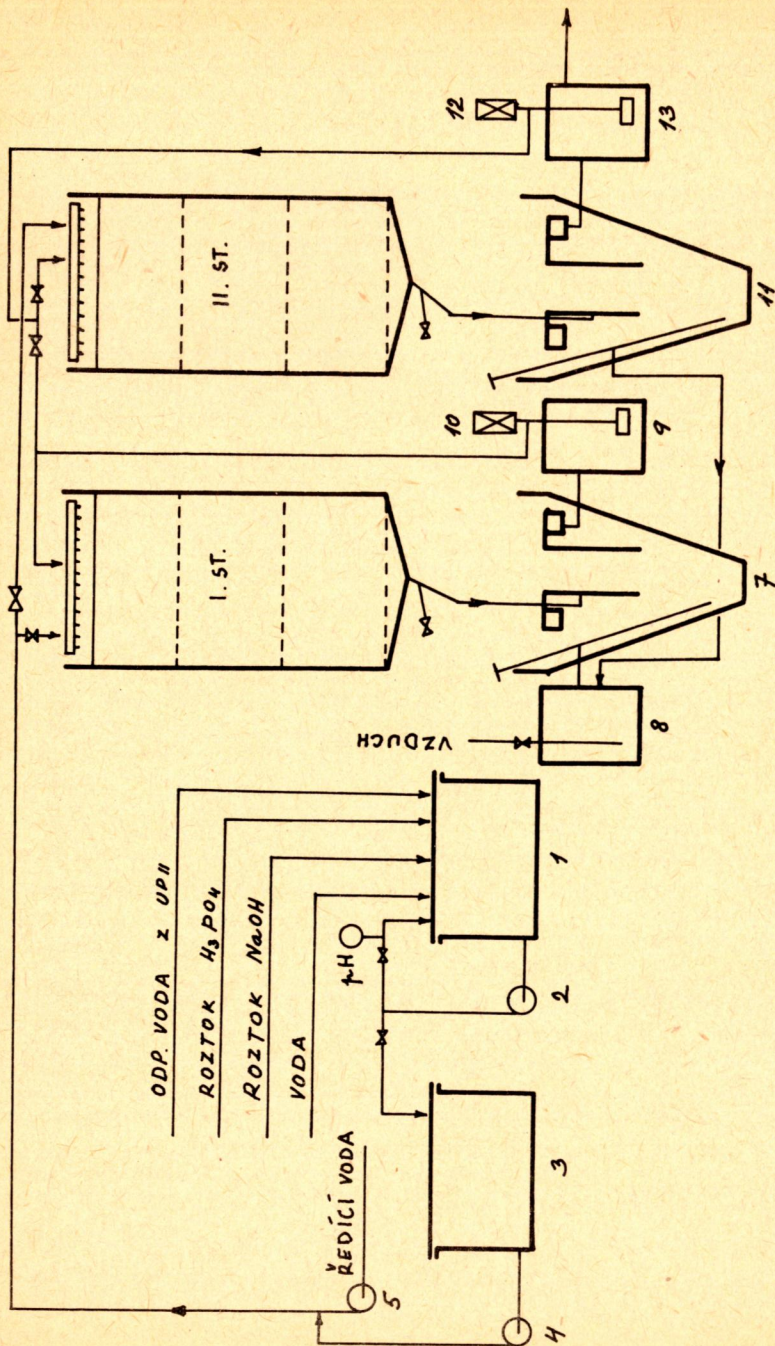 ODP. VODA z UPII
ROZTOK H₃PO₄
ROZTOK NaOH
VODA
ŘEDÍCÍ VODA
pH
VZDUCH
I. ST.
II. ST.
1
2
3
4
5
7
8
9
10
11
12
13